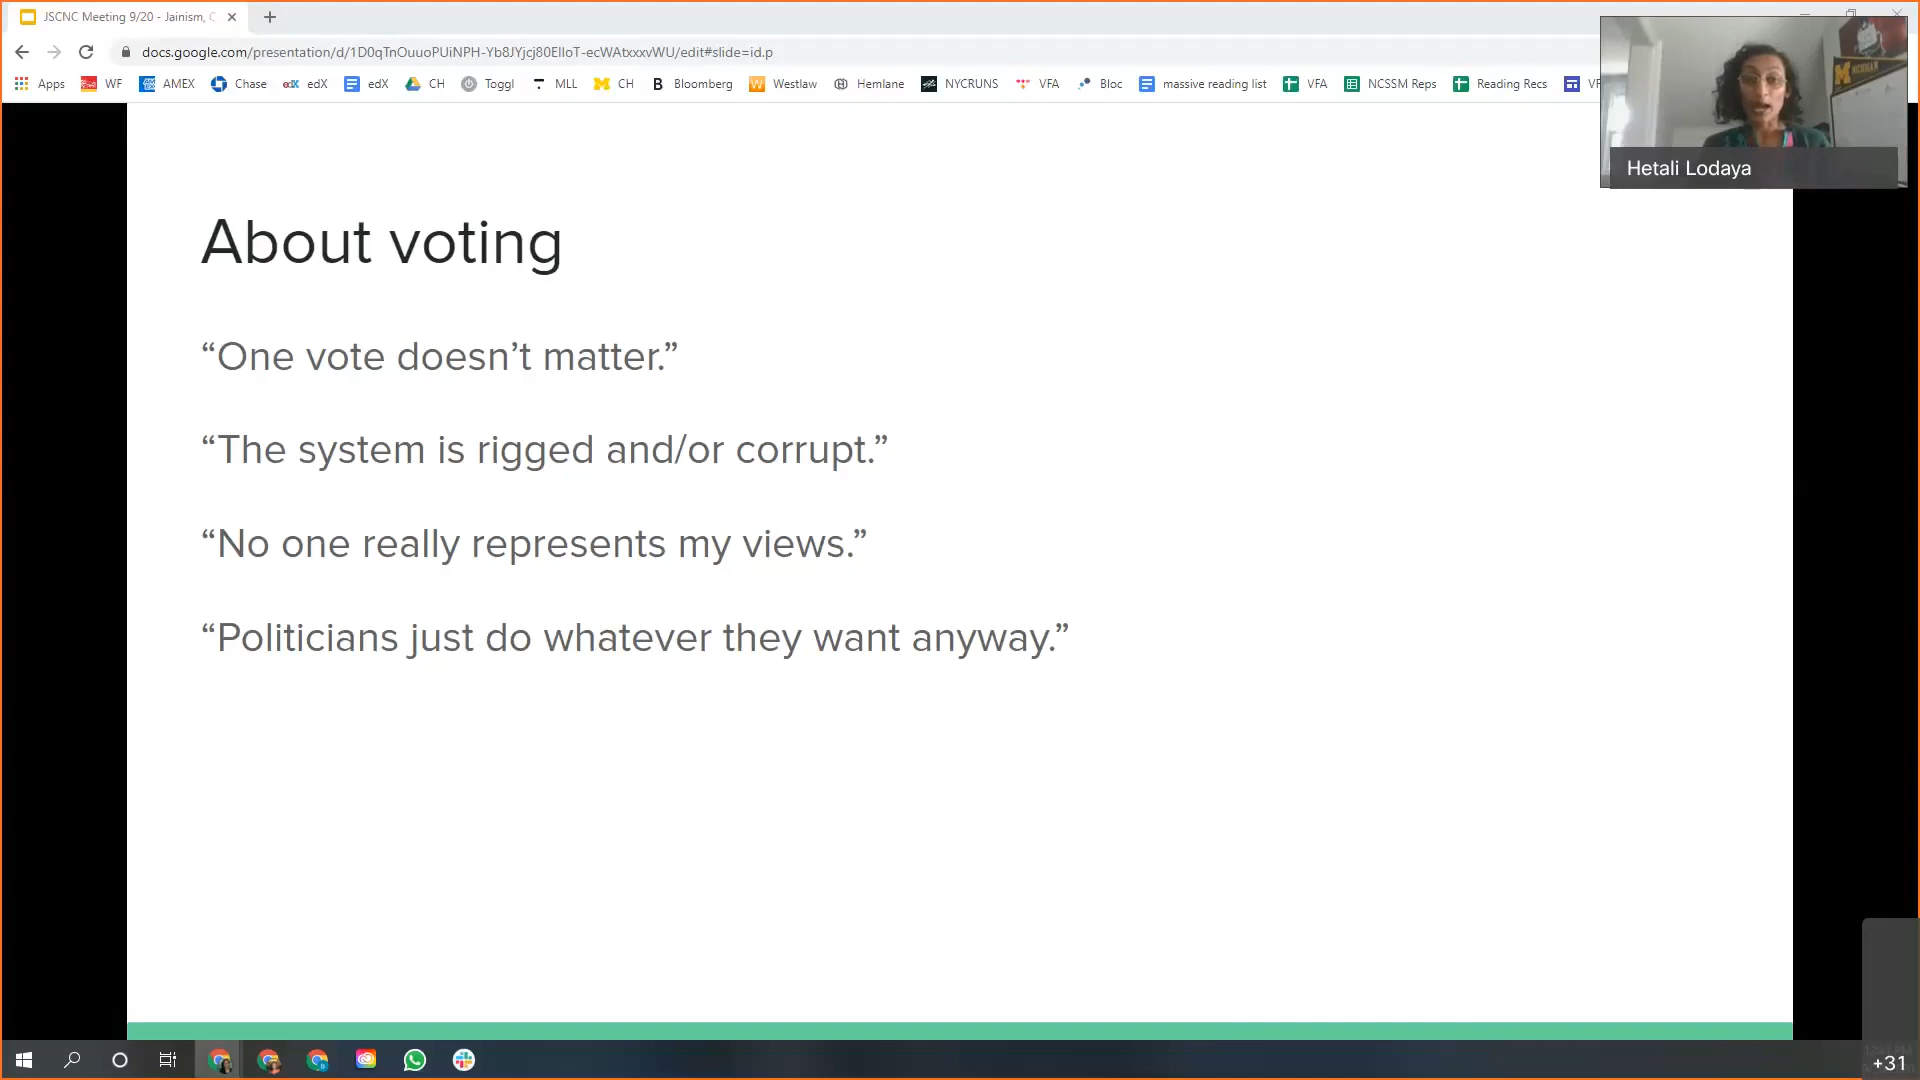 JSCNC Meeting 9/20 - Jainism, C
docs.google.com/presentation/d/1D0qTnOuuoPUiNPH-Yb8JYjcj80EIIoT-ecWAtxxxvWU/edit#slide=id.p
Apps WF AMEX Chase edX edX CH Toggl MLL CH Bloomberg Westlaw Hemlane NYCRUNS VFA Bloc massive reading list VFA NCSSM Reps Reading Recs
Hetali Lodaya
About voting
“One vote doesn’t matter.”
“The system is rigged and/or corrupt.”
“No one really represents my views.”
“Politicians just do whatever they want anyway.”
+31